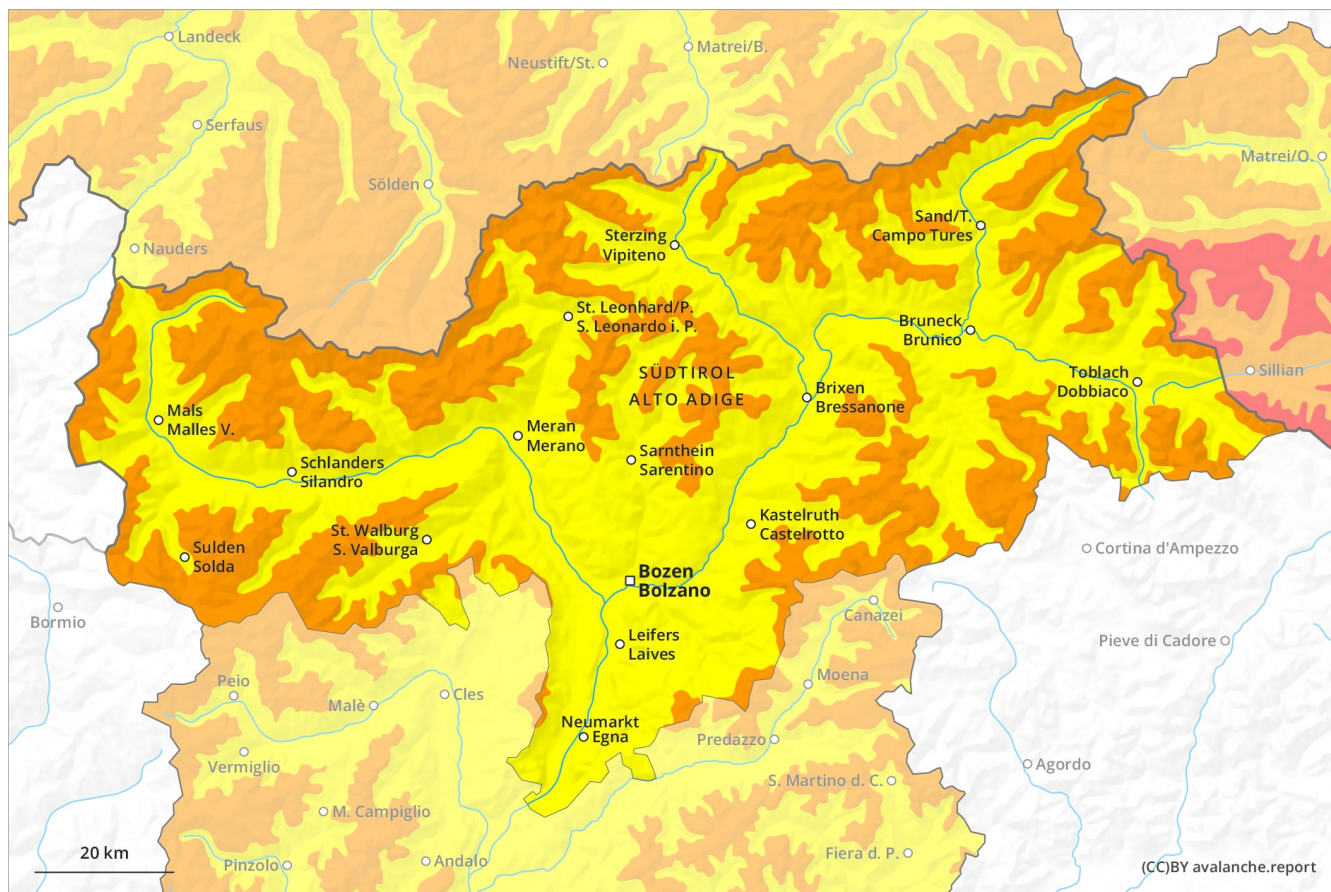 Landeck
Matrei/B.
Neustift/St.
Serfaus
Matrei/O.
Sölden
Sand/T.
Campo Tures
Sterzing
Vipiteno
Nauders
St. Leonhard/P.
S. Leonardo i. P.
Bruneck
Brunico
SÜDTIROL
ALTO ADIGE
Toblach
Dobbiaco
Sillian
Brixen
Bressanone
Mals
Malles V.
Meran
Merano
Schlanders
Silandro
Sarnthein
Sarentino
Kastelruth
Castelrotto
St. Walburg
S. Valburga
Sulden
Solda
Cortina d'Ampezzo
Bozen
Bolzano
Bormio
Canazei
Leifers
Laives
Pieve di Cadore
Peio
Moena
Malè
Cles
Neumarkt
Egna
Predazzo
Vermiglio
Agordo
S. Martino d. C.
M. Campiglio
20 km
Pinzolo
Andalo
Fiera d. P.
(CC)BY avalanche.report